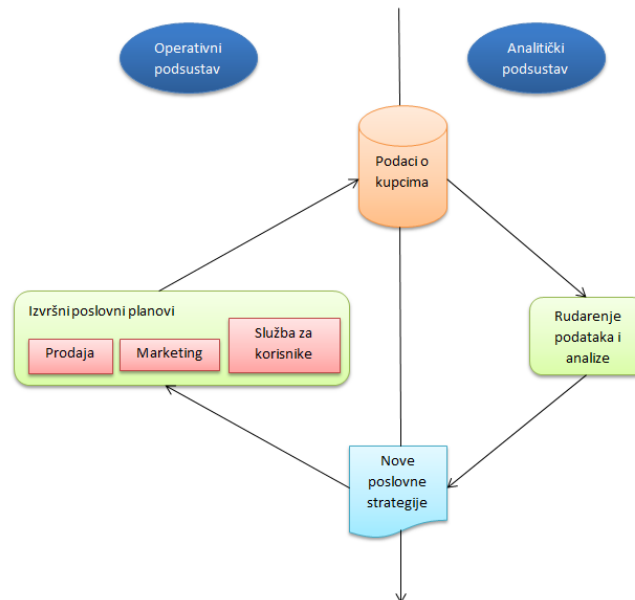 Operativni
podsustav
Analitički
podsustav
Podaci o
kupcima
Izvršni poslovni planovi
Prodaja
Marketing
Služba za
korisnike
Rudarenje
podataka i
analize
Nove
poslovne
strategije